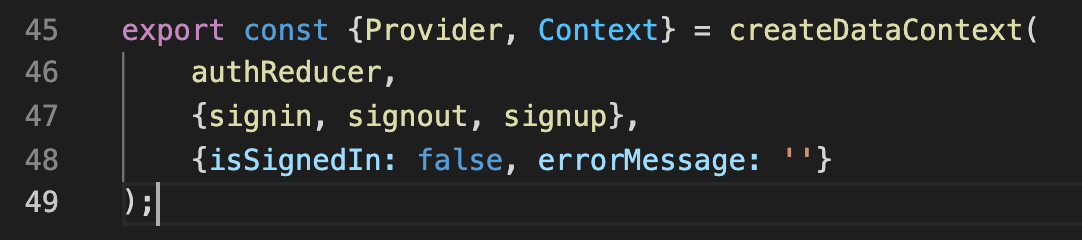 45 export const {Provider, Context} = createDataContext(
46 authReducer,
47 {signin, signout, signup},
48 {isSignedIn: false, errorMessage: ''}
49 );